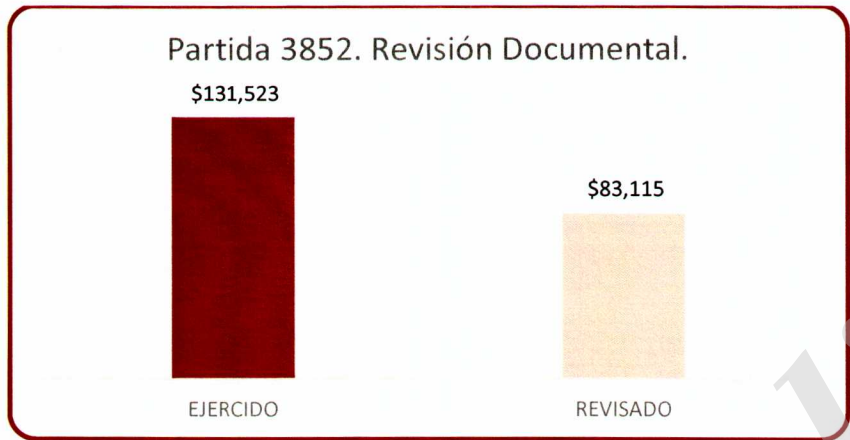 Partida 3852. Revisión Documental.
$131,523
$83,115
EJERCIDO
REVISADO